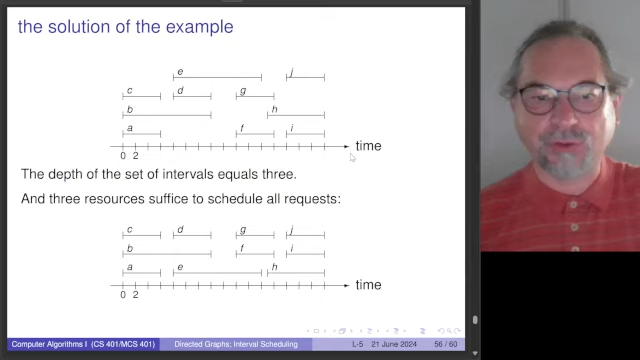 the solution of the example
e j
c d g
b h
a f i
time
0 2
The depth of the set of intervals equals three.
And three resources suffice to schedule all requests:
c d g j
b f i
a e h
time
0 2
Computer Algorithms I (CS 401/MCS 401) Directed Graphs; Interval Scheduling L-5 21 June 2024 56 / 60